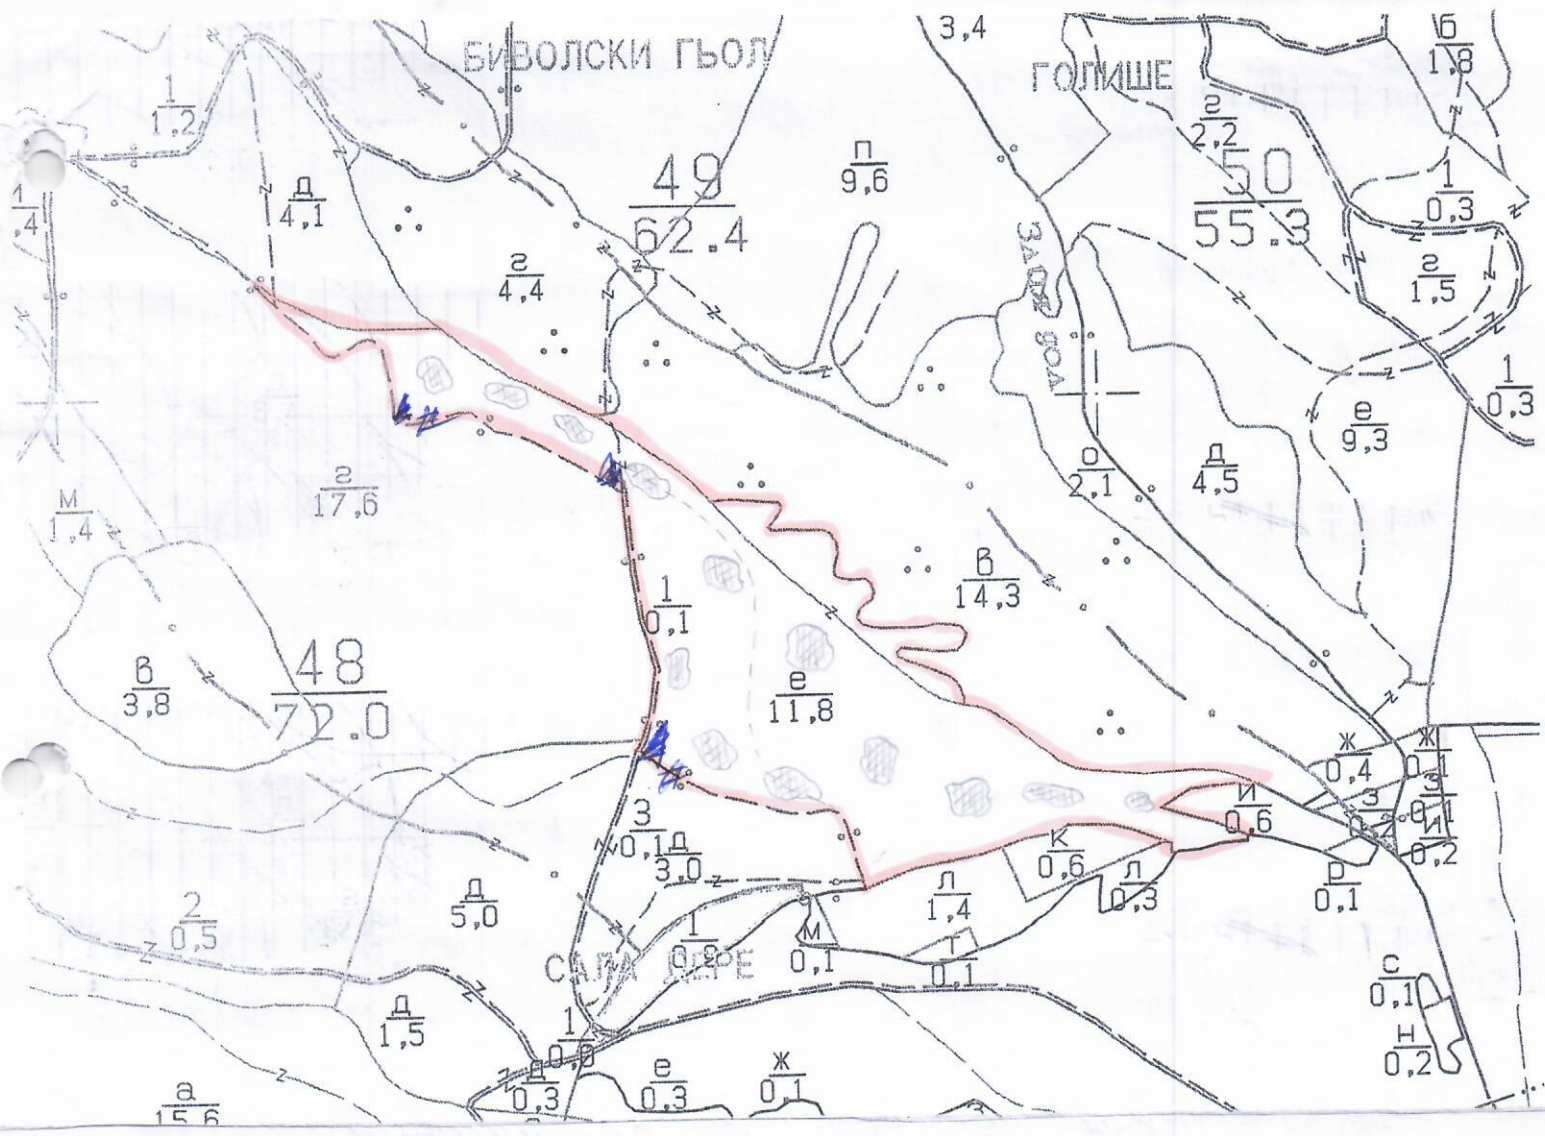 БИВОЛСКИ ГЬОЛ
3,4
ГОЛИШЕ
б
1,8
1
1,2
г
2,2
49
62.4
п
9,6
50
55.3
1
0,3
д
4,1
1
,4
г
4,4
г
1,5
1
0,3
е
9,3
о
2,1
д
4,5
г
17,6
м
1,4
в
14,3
1
0,1
в
3,8
48
72.0
е
11,8
ж
0,4
ж
0,1
З
0,1
и
0,6
и
0,2
З
0,1
д
3,0
к
0,6
л
0,3
р
0,1
л
1,4
д
5,0
2
0,5
м
0,1
т
0,1
САЛА ДЕРЕ
с
0,1
н
0,2
д
1,5
1
0,0
д
0,3
е
0,3
ж
0,1
а
15,6